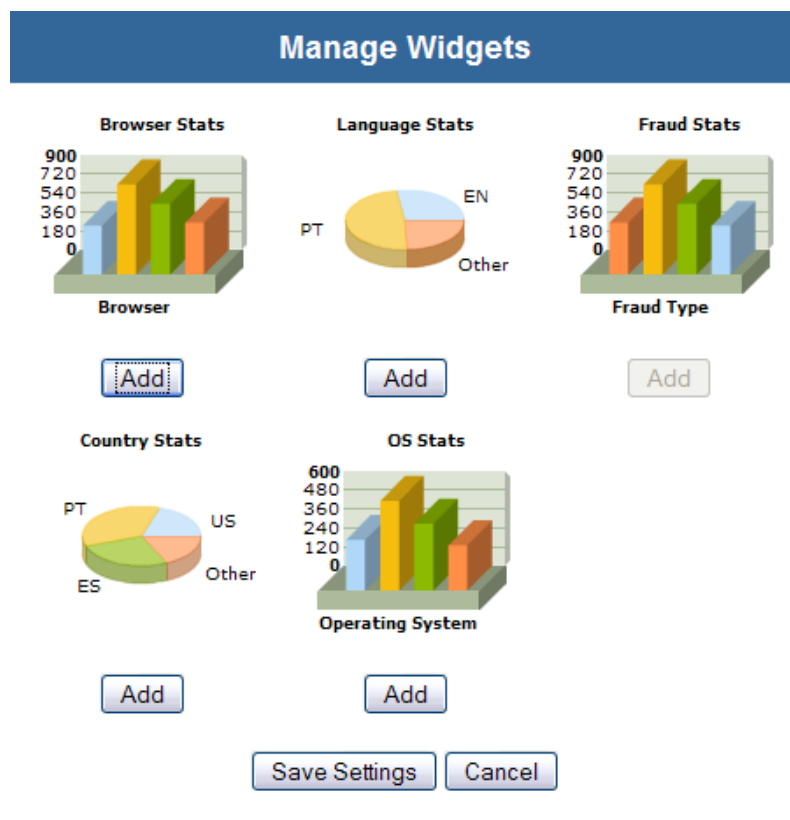 Manage Widgets
Browser Stats
900
720
540
360
180
0
Browser
Add
Language Stats
EN
PT
Other
Add
Fraud Stats
900
720
540
360
180
0
Fraud Type
Add
Country Stats
PT
US
Other
ES
Add
OS Stats
600
480
360
240
120
0
Operating System
Add
Save Settings
Cancel